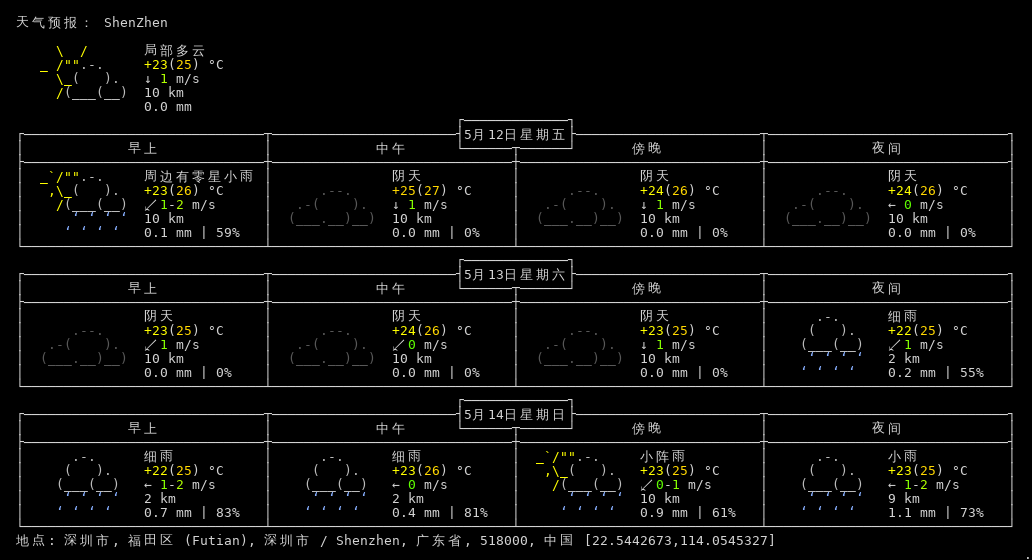 天气预报： ShenZhen
局部多云
+23(25) °C
↓ 1 m/s
10 km
0.0 mm
5月12日星期五
早上 中午 傍晚 夜间
周边有零星小雨 阴天 阴天 阴天
+23(26) °C +25(27) °C +24(26) °C +24(26) °C
↙ 1-2 m/s ↓ 1 m/s ↓ 1 m/s ← 0 m/s
10 km 10 km 10 km 10 km
0.1 mm | 59% 0.0 mm | 0% 0.0 mm | 0% 0.0 mm | 0%
5月13日星期六
早上 中午 傍晚 夜间
阴天 阴天 阴天 细雨
+23(25) °C +24(26) °C +23(25) °C +22(25) °C
↙ 1 m/s ↙ 0 m/s ↓ 1 m/s ↙ 1 m/s
10 km 10 km 10 km 2 km
0.0 mm | 0% 0.0 mm | 0% 0.0 mm | 0% 0.2 mm | 55%
5月14日星期日
早上 中午 傍晚 夜间
细雨 细雨 小阵雨 小雨
+22(25) °C +23(26) °C +23(25) °C +23(25) °C
← 1-2 m/s ← 0 m/s ↙ 0-1 m/s ← 1-2 m/s
2 km 2 km 10 km 9 km
0.7 mm | 83% 0.4 mm | 81% 0.9 mm | 61% 1.1 mm | 73%
地点: 深圳市, 福田区 (Futian), 深圳市 / Shenzhen, 广东省, 518000, 中国 [22.5442673,114.0545327]